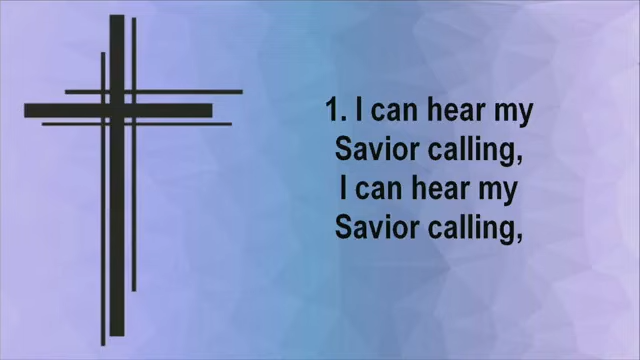 1. I can hear my
Savior calling,
I can hear my
Savior calling,